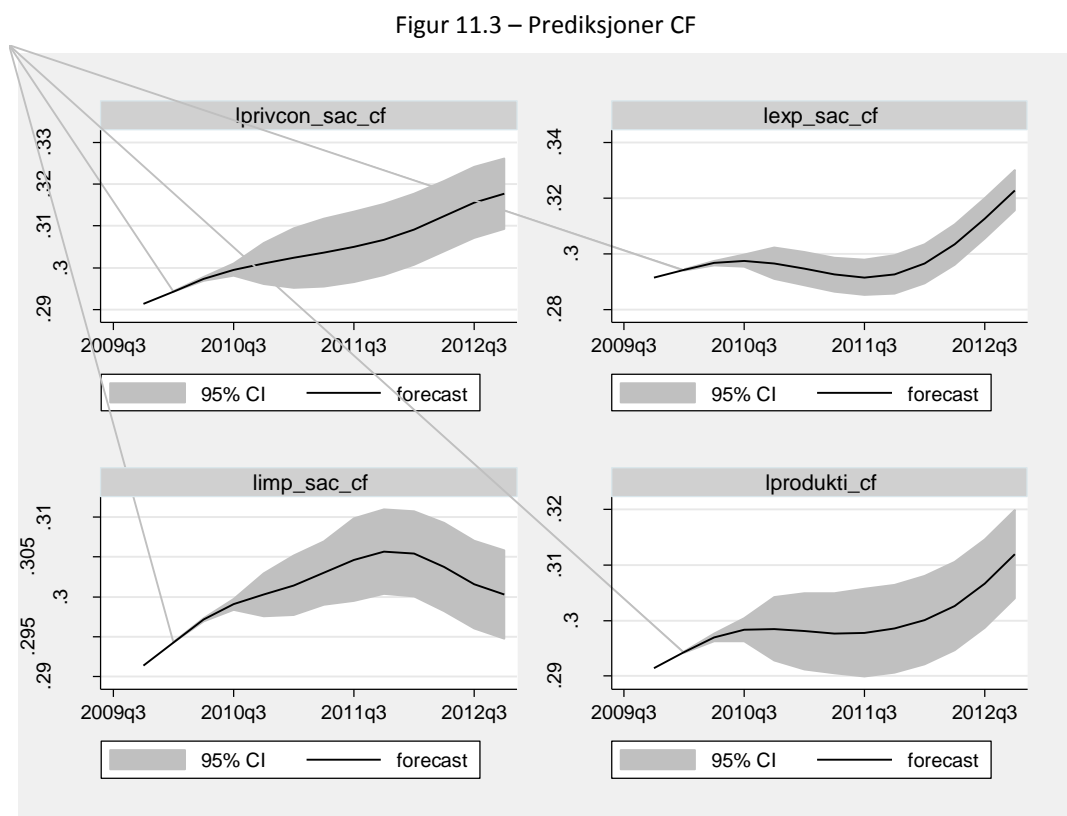 Figur 11.3 – Prediksjoner CF
lprivcon_sac_cf
.33
.32
.31
.3
.29
2009q3 2010q3 2011q3 2012q3
95% CI forecast
lexp_sac_cf
.34
.32
.3
.28
2009q3 2010q3 2011q3 2012q3
95% CI forecast
limp_sac_cf
.31
.305
.3
.295
.29
2009q3 2010q3 2011q3 2012q3
95% CI forecast
lprodukti_cf
.32
.31
.3
.29
2009q3 2010q3 2011q3 2012q3
95% CI forecast